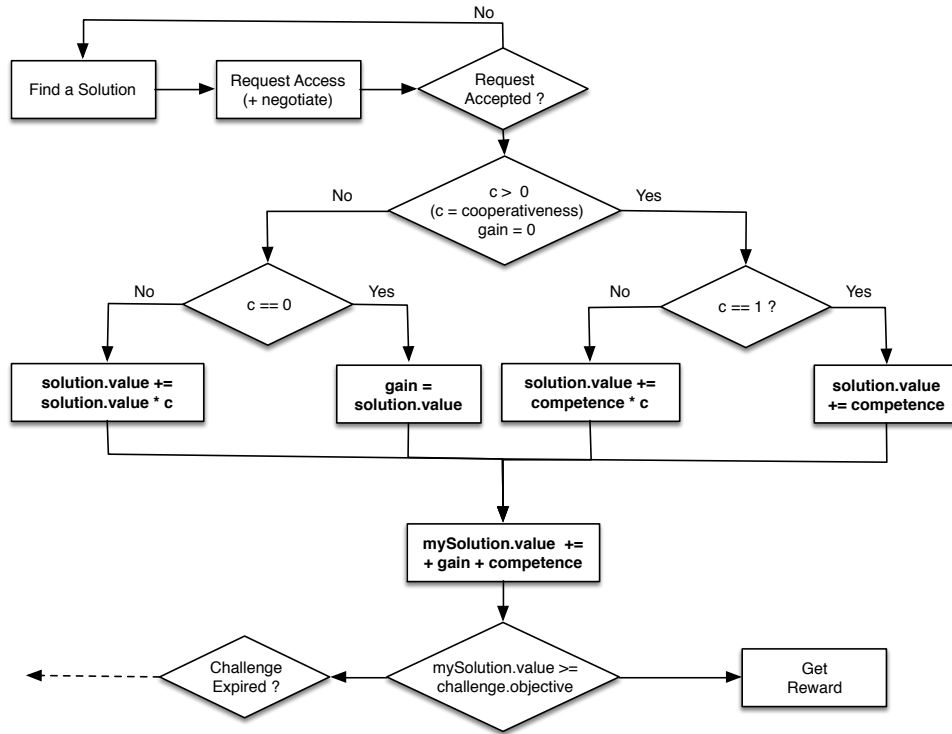 No
Find a Solution
Request Access
(+ negotiate)
Request
Accepted ?
No
c > 0
(c = cooperativeness)
gain = 0
Yes
No
c == 0
Yes
No
c == 1 ?
Yes
solution.value +=
solution.value * c
gain =
solution.value
solution.value +=
competence * c
solution.value
+= competence
mySolution.value +=
+ gain + competence
Challenge
Expired ?
mySolution.value >=
challenge.objective
Get
Reward